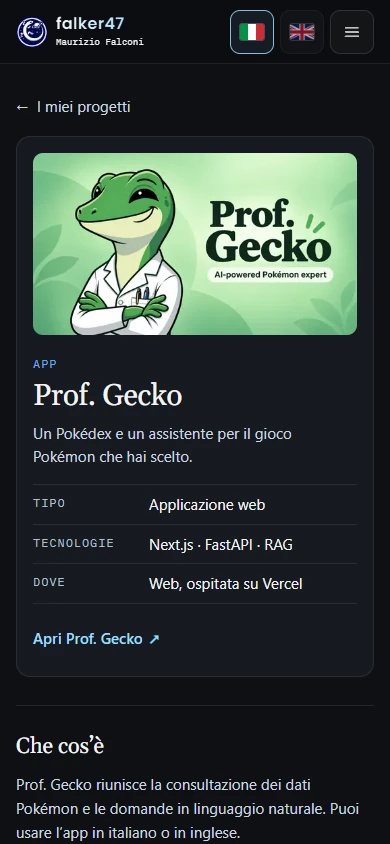 falker47
Maurizio Falconi
← I miei progetti
Prof.
Gecko
AI-powered Pokémon expert
APP
Prof. Gecko
Un Pokédex e un assistente per il gioco
Pokémon che hai scelto.
TIPO
Applicazione web
TECNOLOGIE
Next.js · FastAPI · RAG
DOVE
Web, ospitata su Vercel
Apri Prof. Gecko ↗
Che cos’è
Prof. Gecko riunisce la consultazione dei dati
Pokémon e le domande in linguaggio naturale. Puoi
usare l’app in italiano o in inglese.